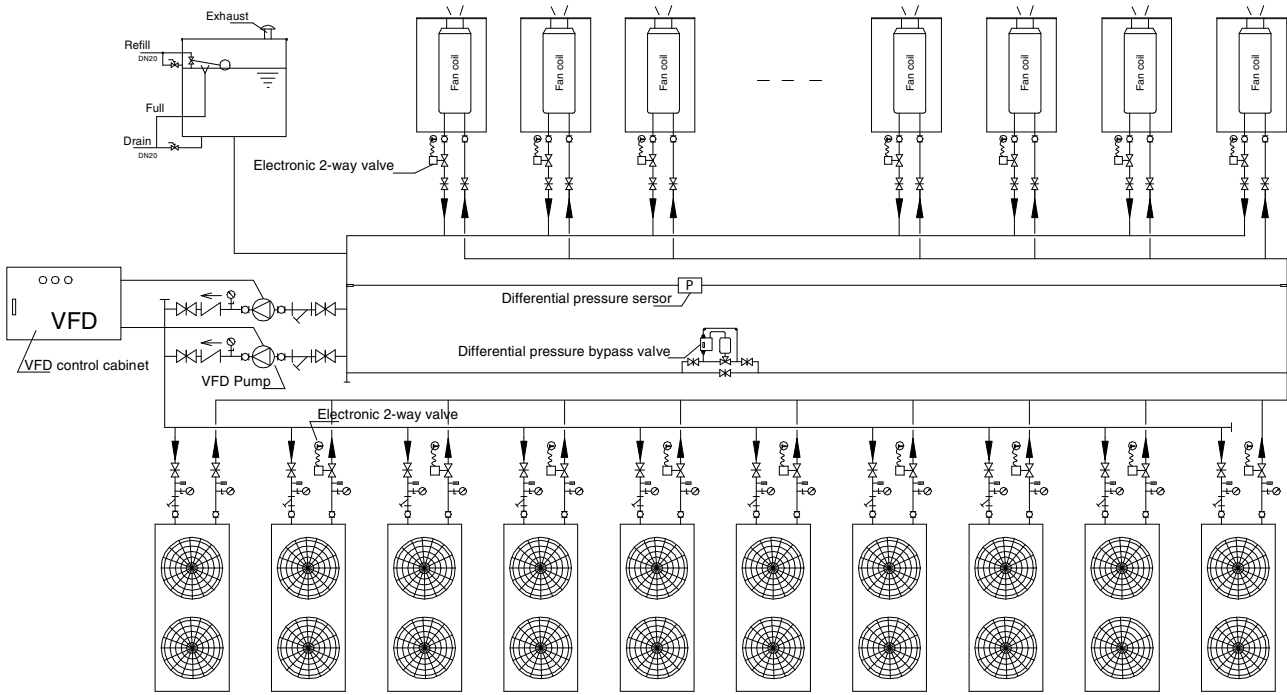 Exhaust
Refill
DN20
Full
Drain
DN20
Fan coil
Fan coil
Fan coil
Fan coil
Fan coil
Fan coil
Fan coil
Electronic 2-way valve
VFD
VFD control cabinet
P
Differential pressure sersor
Differential pressure bypass valve
VFD Pump
Electronic 2-way valve